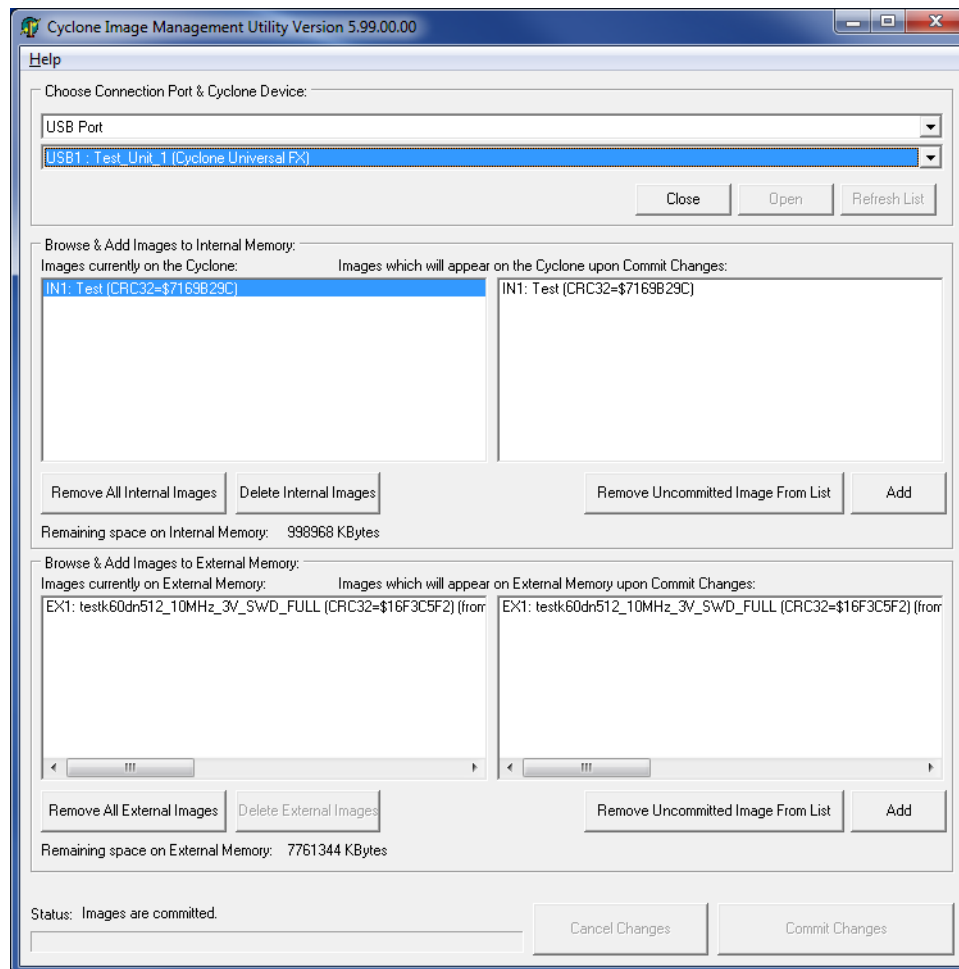 Cyclone Image Management Utility Version 5.99.00.00
Help
Choose Connection Port & Cyclone Device:
USB Port
USB1 : Test_Unit_1 (Cyclone Universal FX)
Close Open Refresh List
Browse & Add Images to Internal Memory:
Images currently on the Cyclone: Images which will appear on the Cyclone upon Commit Changes:
IN1: Test (CRC32=$7169B29C) IN1: Test (CRC32=$7169B29C)
Remove All Internal Images Delete Internal Images Remove Uncommitted Image From List Add
Remaining space on Internal Memory: 998968 KBytes
Browse & Add Images to External Memory:
Images currently on External Memory: Images which will appear on External Memory upon Commit Changes:
EX1: testk60dn512_10MHz_3V_SWD_FULL (CRC32=$16F3C5F2) (from EX1: testk60dn512_10MHz_3V_SWD_FULL (CRC32=$16F3C5F2) (from
Remove All External Images Delete External Images Remove Uncommitted Image From List Add
Remaining space on External Memory: 7761344 KBytes
Status: Images are committed.
Cancel Changes Commit Changes